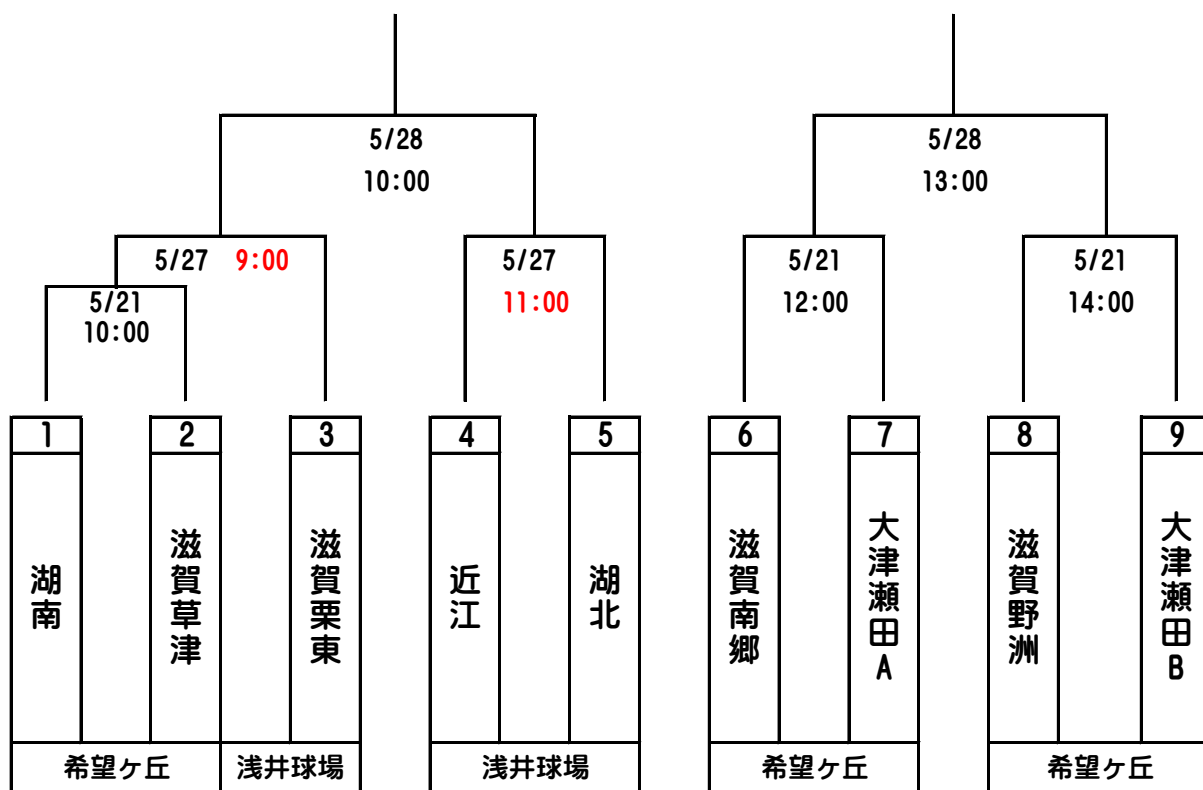 5/28
10:00
5/28
13:00
5/27 9:00
5/27
11:00
5/21
12:00
5/21
14:00
5/21
10:00
1
2
3
4
5
6
7
8
9
湖南
滋賀草津
滋賀栗東
近江
湖北
滋賀南郷
大津瀬田A
滋賀野洲
大津瀬田B
希望ヶ丘
浅井球場
浅井球場
希望ヶ丘
希望ヶ丘